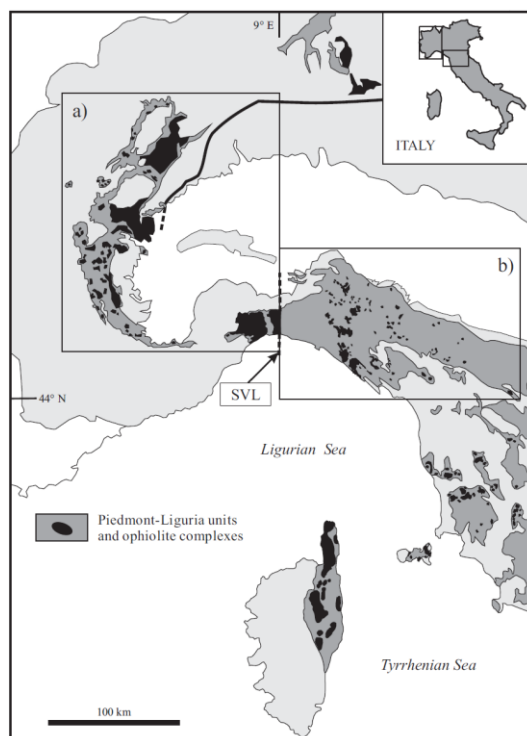 9° E
ITALY
a)
b)
44° N
SVL
Ligurian Sea
Piedmont-Liguria units
and ophiolite complexes
Tyrrhenian Sea
100 km